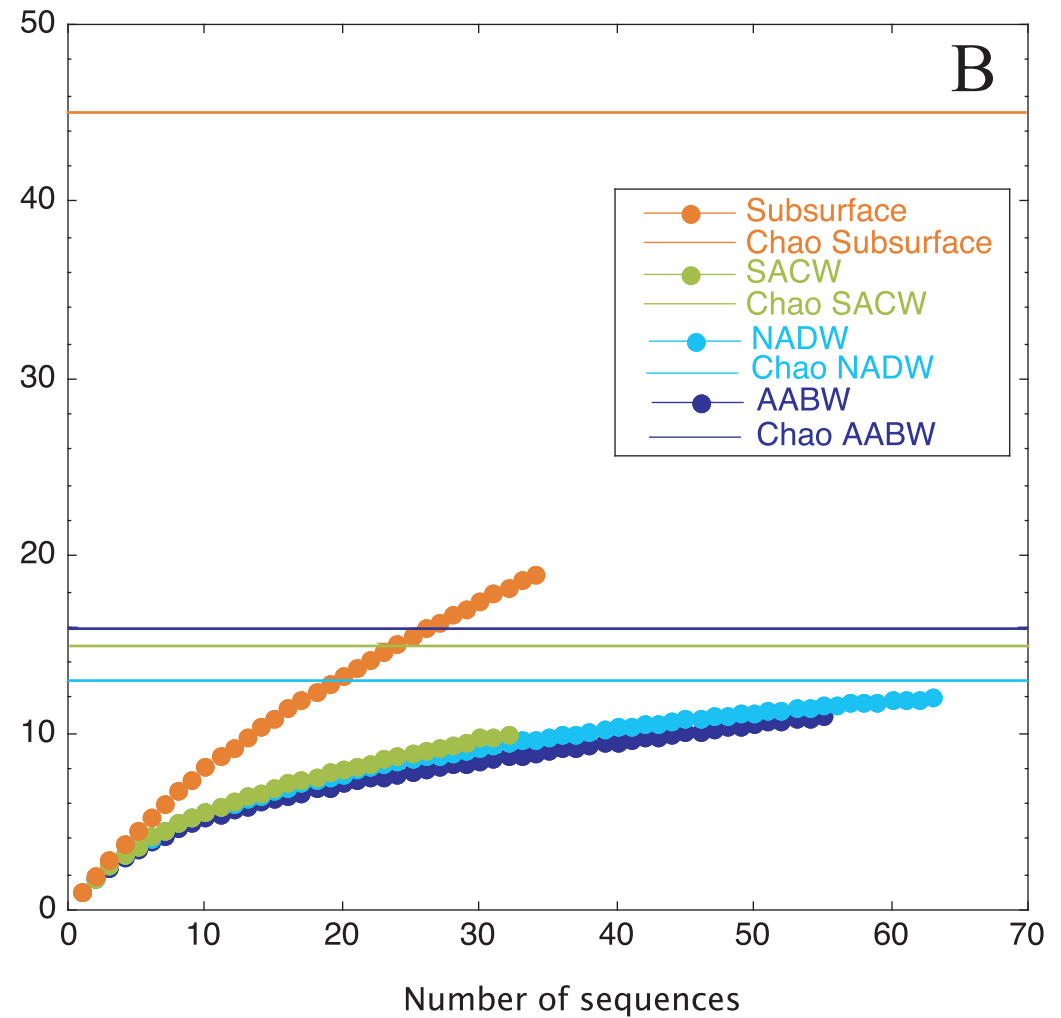 50
B
40
Subsurface
Chao Subsurface
SACW
Chao SACW
NADW
Chao NADW
AABW
Chao AABW
30
20
10
0
0 10 20 30 40 50 60 70
Number of sequences